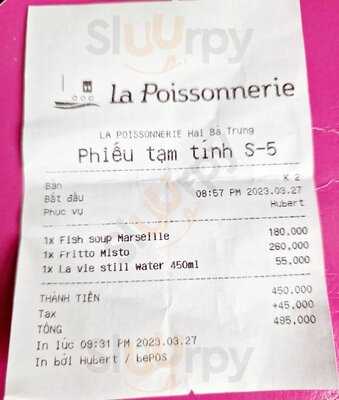 Sluurpy
La Poissonnerie
LA POISSONNERIE Hai Bà Trưng
Phiếu tạm tính S-5
Bàn K 2
Bắt đầu 08:57 PM 2023.03.27
Phục vụ Hubert
1x Fish soup Marseille 180,000
1x Fritto Misto 260,000
1x La vie still water 450ml 55,000
THÀNH TIỀN 450,000
Tax +45,000
TỔNG 495,000
In lúc 09:31 PM 2023.03.27
In bởi Hubert / bePOS
Sluurpy